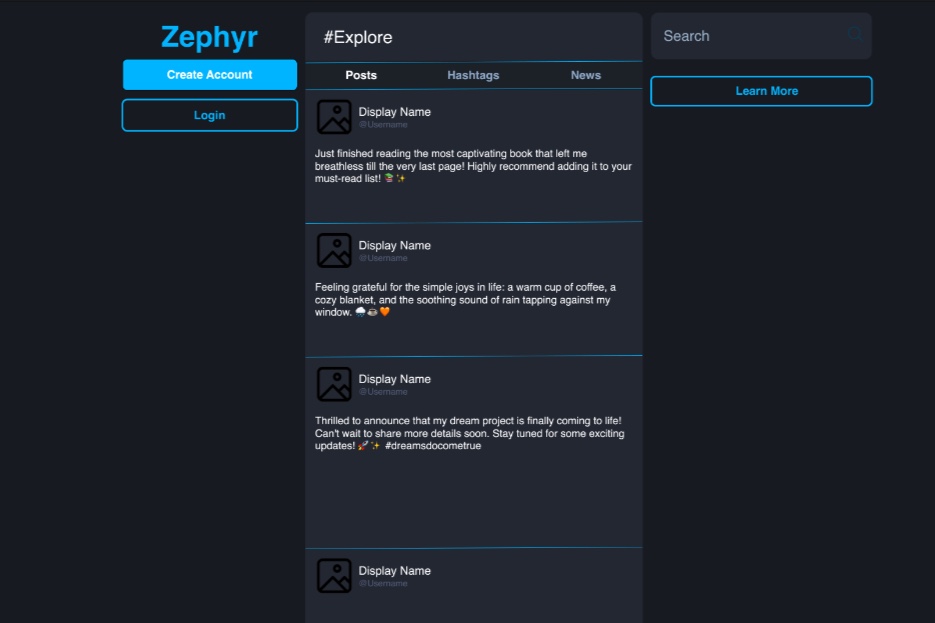 Zephyr
Create Account
Login
#Explore
Posts
Hashtags
News
Display Name
@Username
Just finished reading the most captivating book that left me
breathless till the very last page! Highly recommend adding it to your
must-read list! 📚✨
Display Name
@Username
Feeling grateful for the simple joys in life: a warm cup of coffee, a
cozy blanket, and the soothing sound of rain tapping against my
window. 🌧️☕🧡
Display Name
@Username
Thrilled to announce that my dream project is finally coming to life!
Can't wait to share more details soon. Stay tuned for some exciting
updates! 🚀✨ #dreamsdocometrue
Display Name
@Username
Search
Learn More